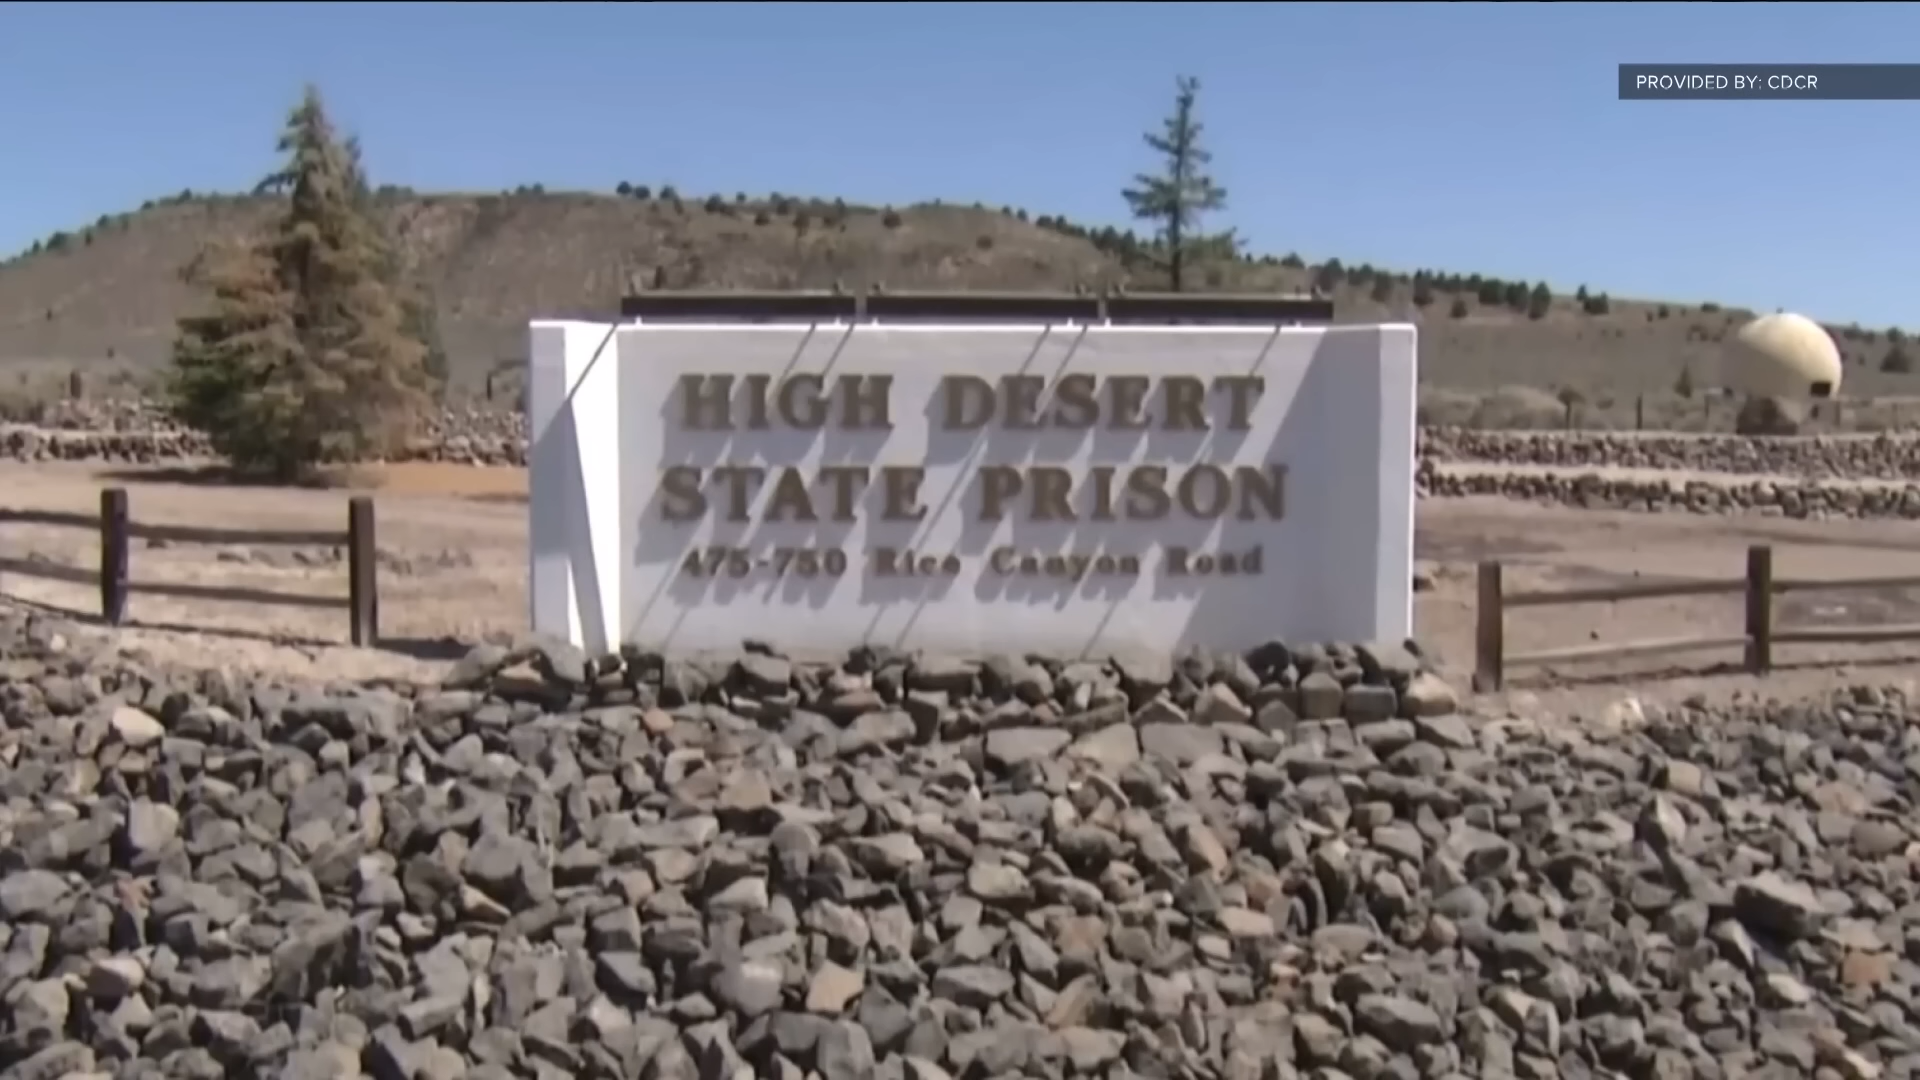 PROVIDED BY: CDCR
HIGH DESERT
STATE PRISON
475-750 Rice Canyon Road